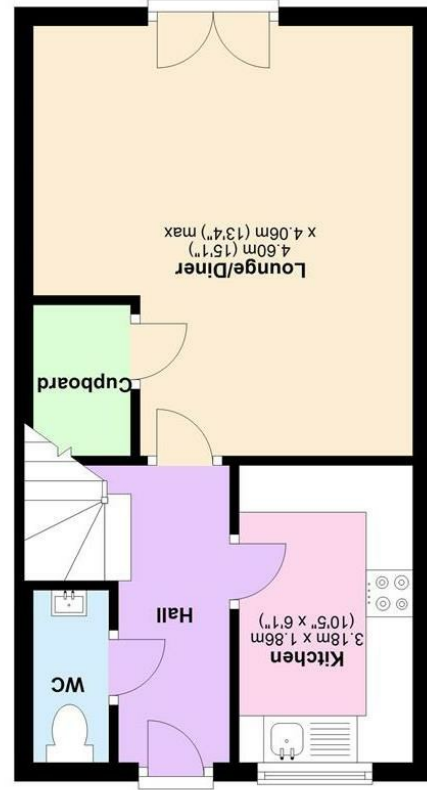 Kitchen
3.18m x 1.86m
(10'5" x 6'1")
WC
Hall
Cupboard
Lounge/Diner
4.60m (15'1")
x 4.06m (13'4") max